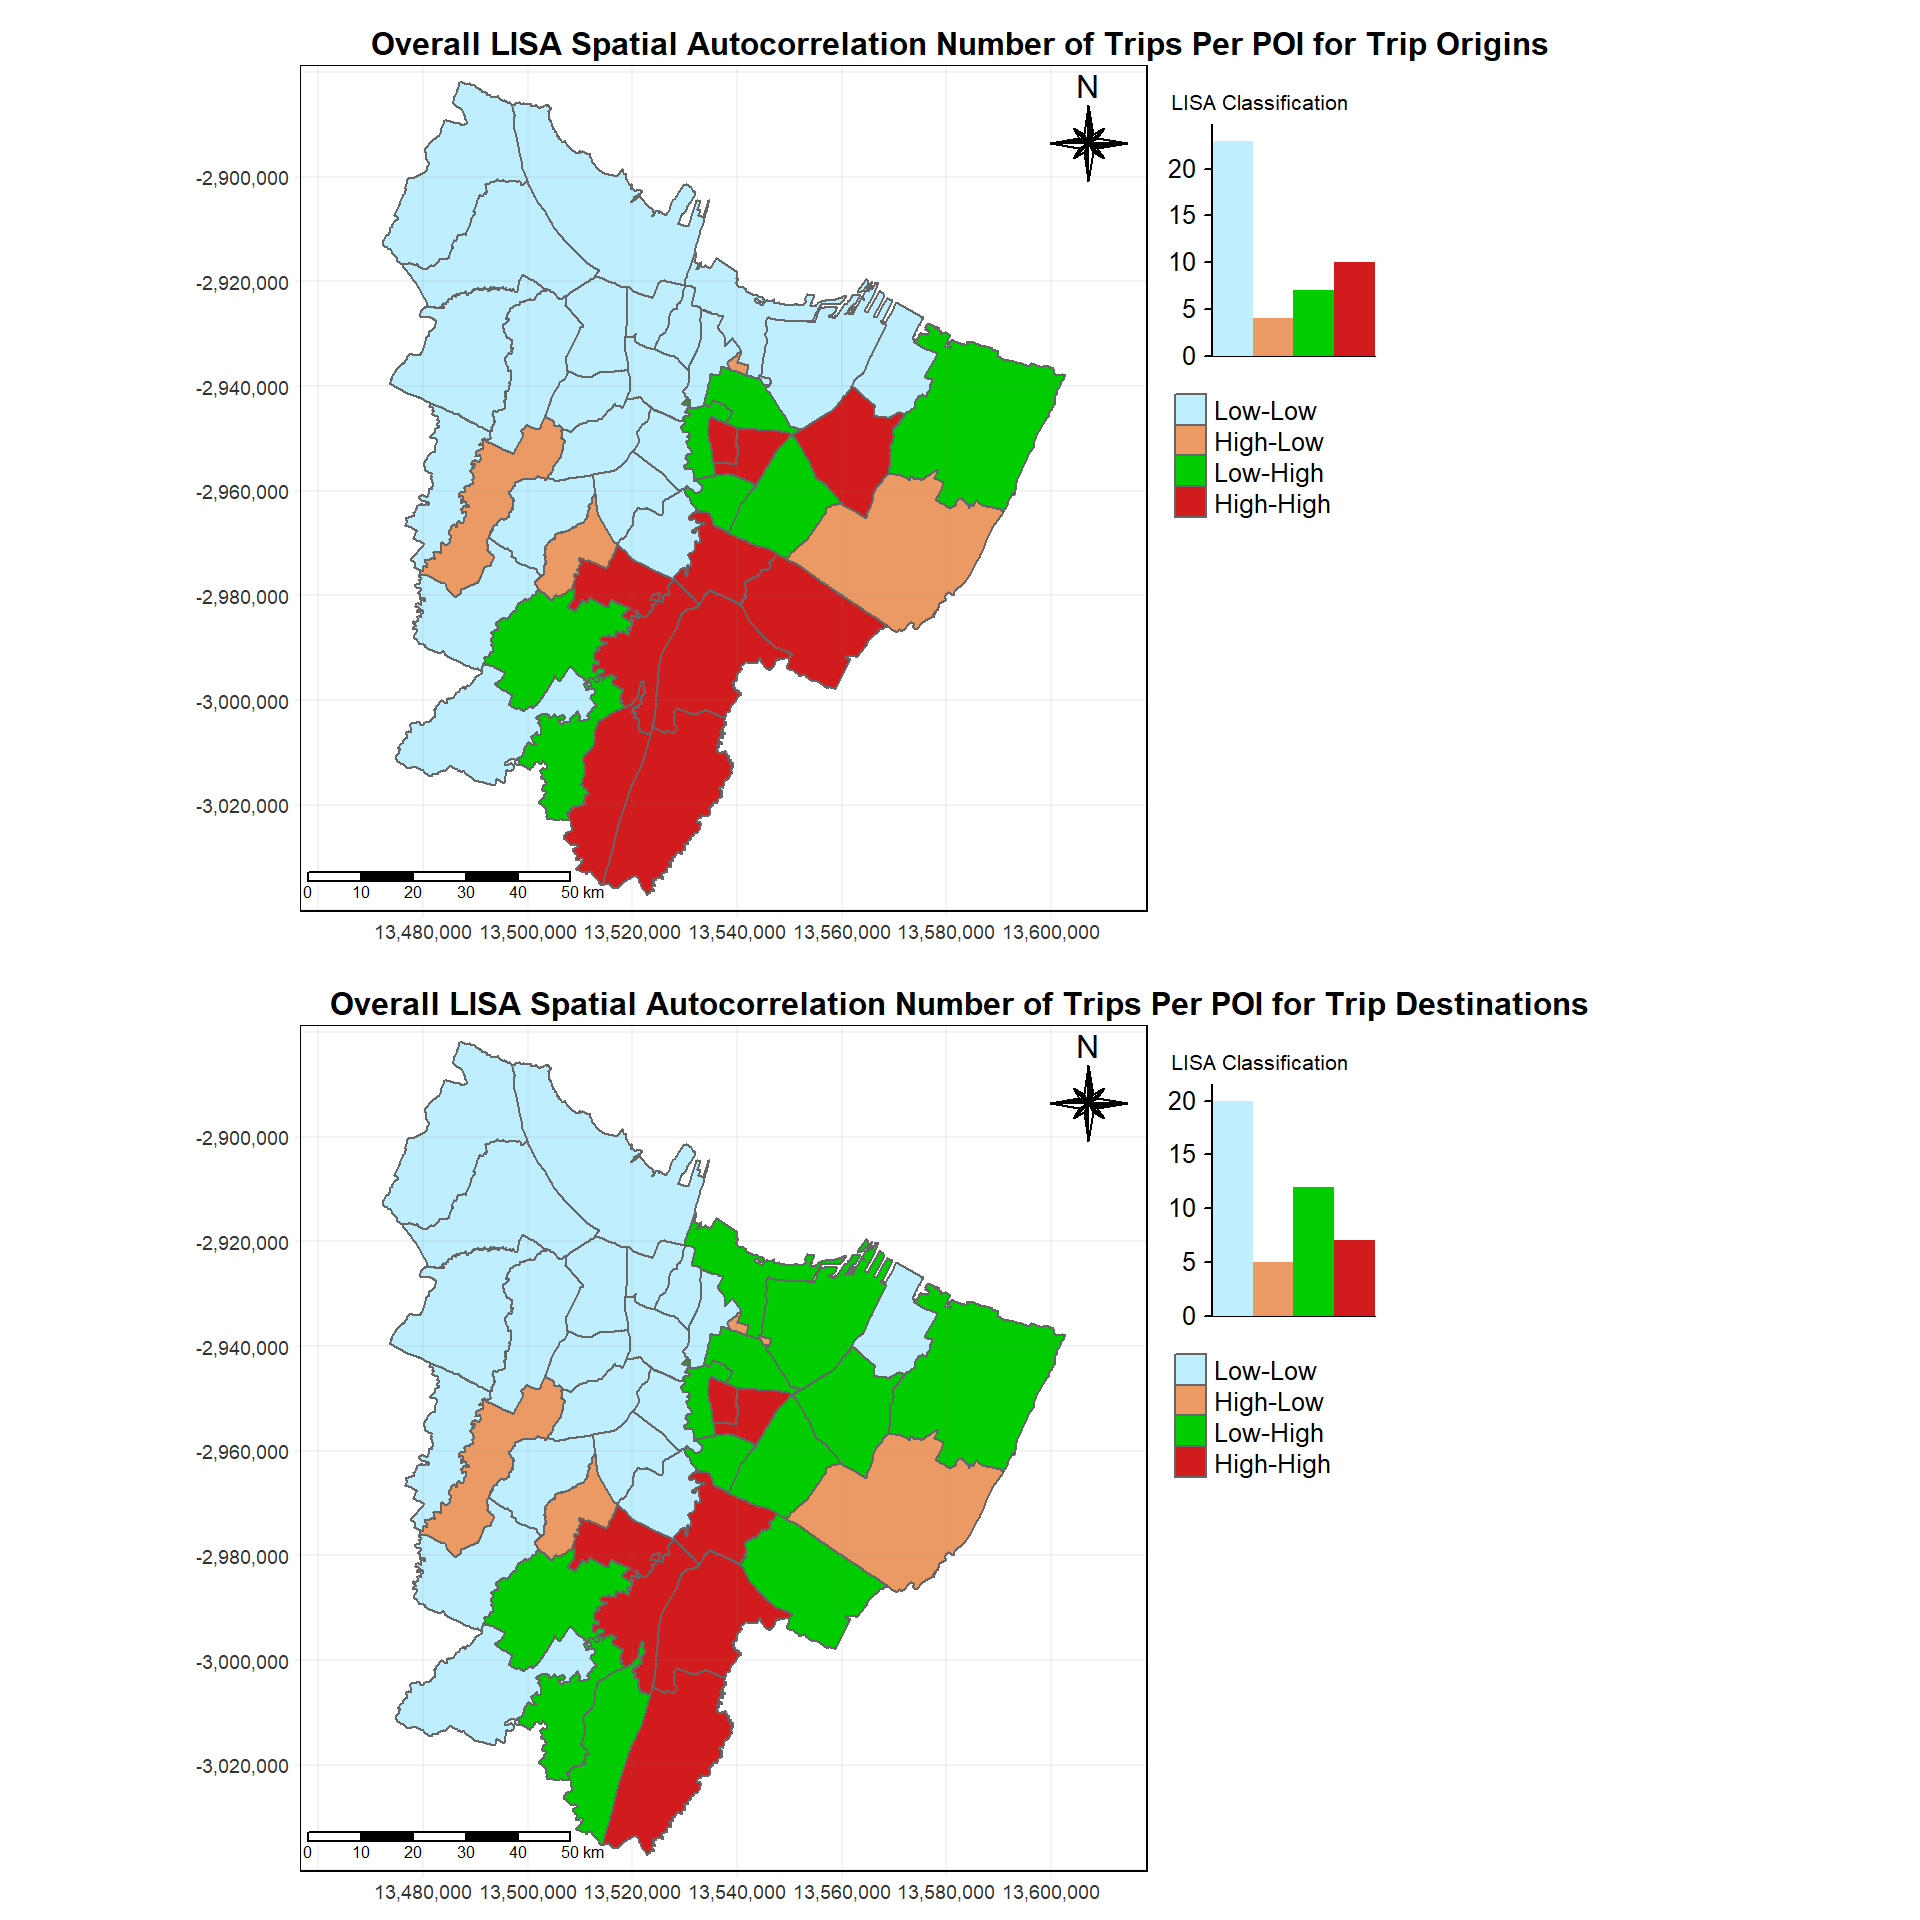 Overall LISA Spatial Autocorrelation Number of Trips Per POI for Trip Origins
N
LISA Classification
20
15
10
5
0
Low-Low
High-Low
Low-High
High-High
-2,900,000
-2,920,000
-2,940,000
-2,960,000
-2,980,000
-3,000,000
-3,020,000
0 10 20 30 40 50 km
13,480,000 13,500,000 13,520,000 13,540,000 13,560,000 13,580,000 13,600,000
Overall LISA Spatial Autocorrelation Number of Trips Per POI for Trip Destinations
N
LISA Classification
20
15
10
5
0
Low-Low
High-Low
Low-High
High-High
-2,900,000
-2,920,000
-2,940,000
-2,960,000
-2,980,000
-3,000,000
-3,020,000
0 10 20 30 40 50 km
13,480,000 13,500,000 13,520,000 13,540,000 13,560,000 13,580,000 13,600,000